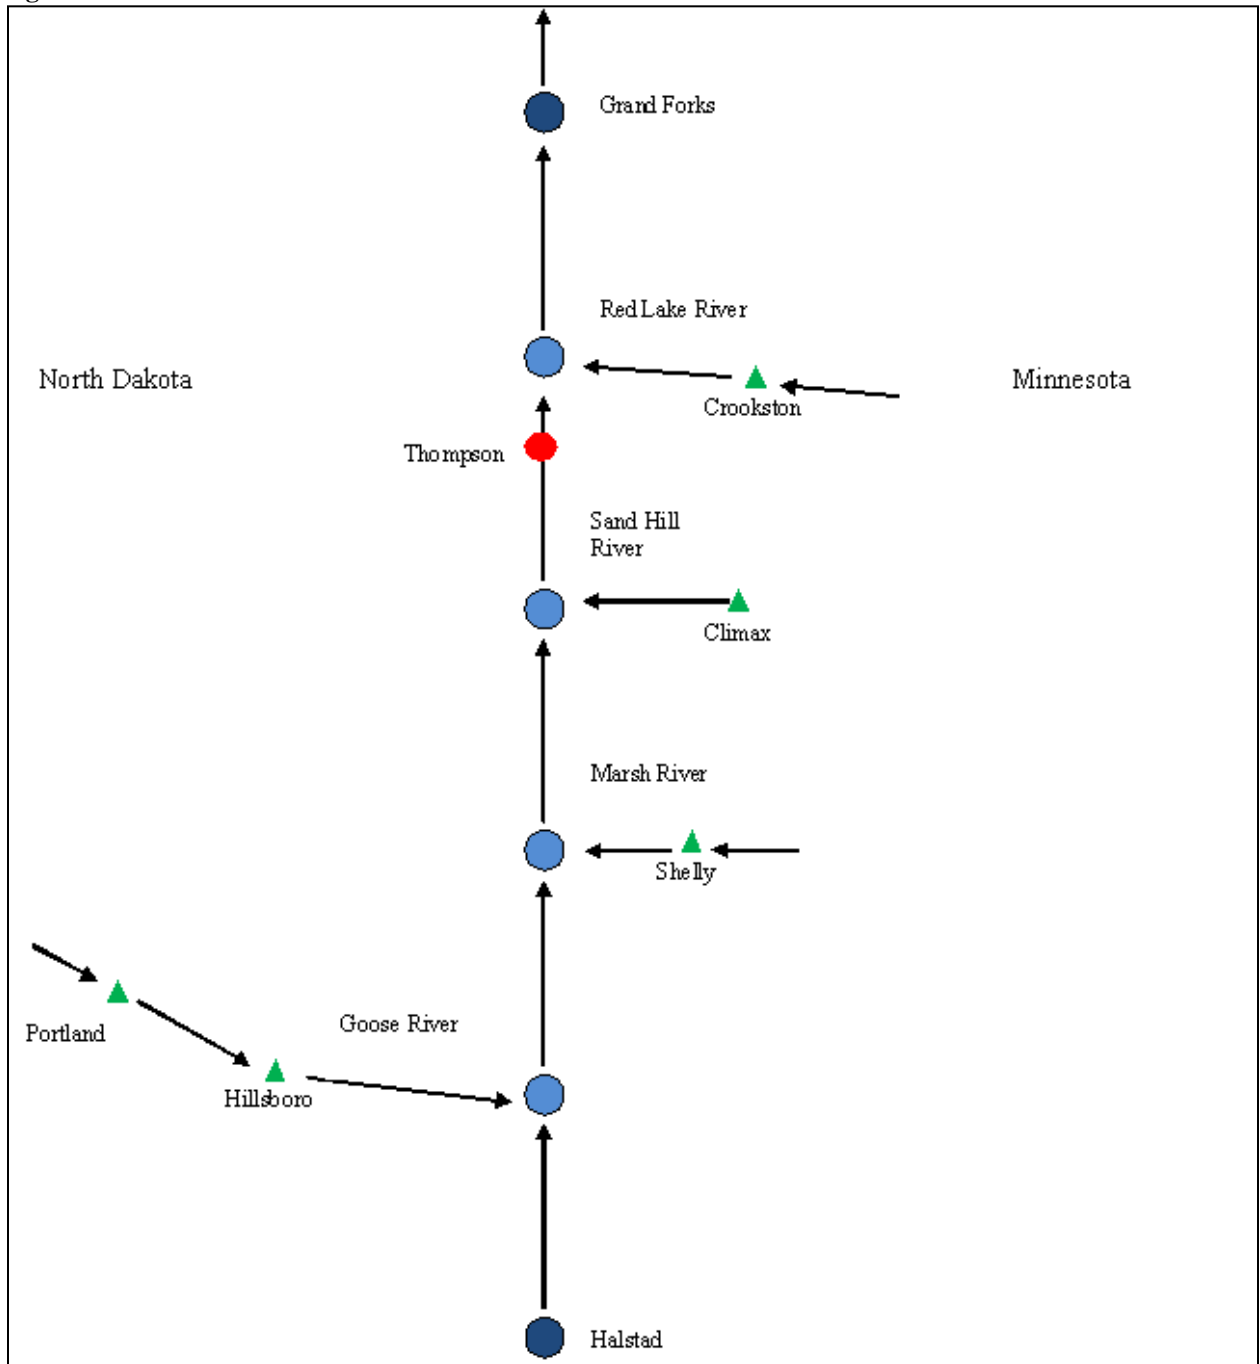 Grand Forks
Red Lake River
North Dakota
Minnesota
Crookston
Thompson
Sand Hill
River
Climax
Marsh River
Shelly
Goose River
Portland
Hillsboro
Halstad